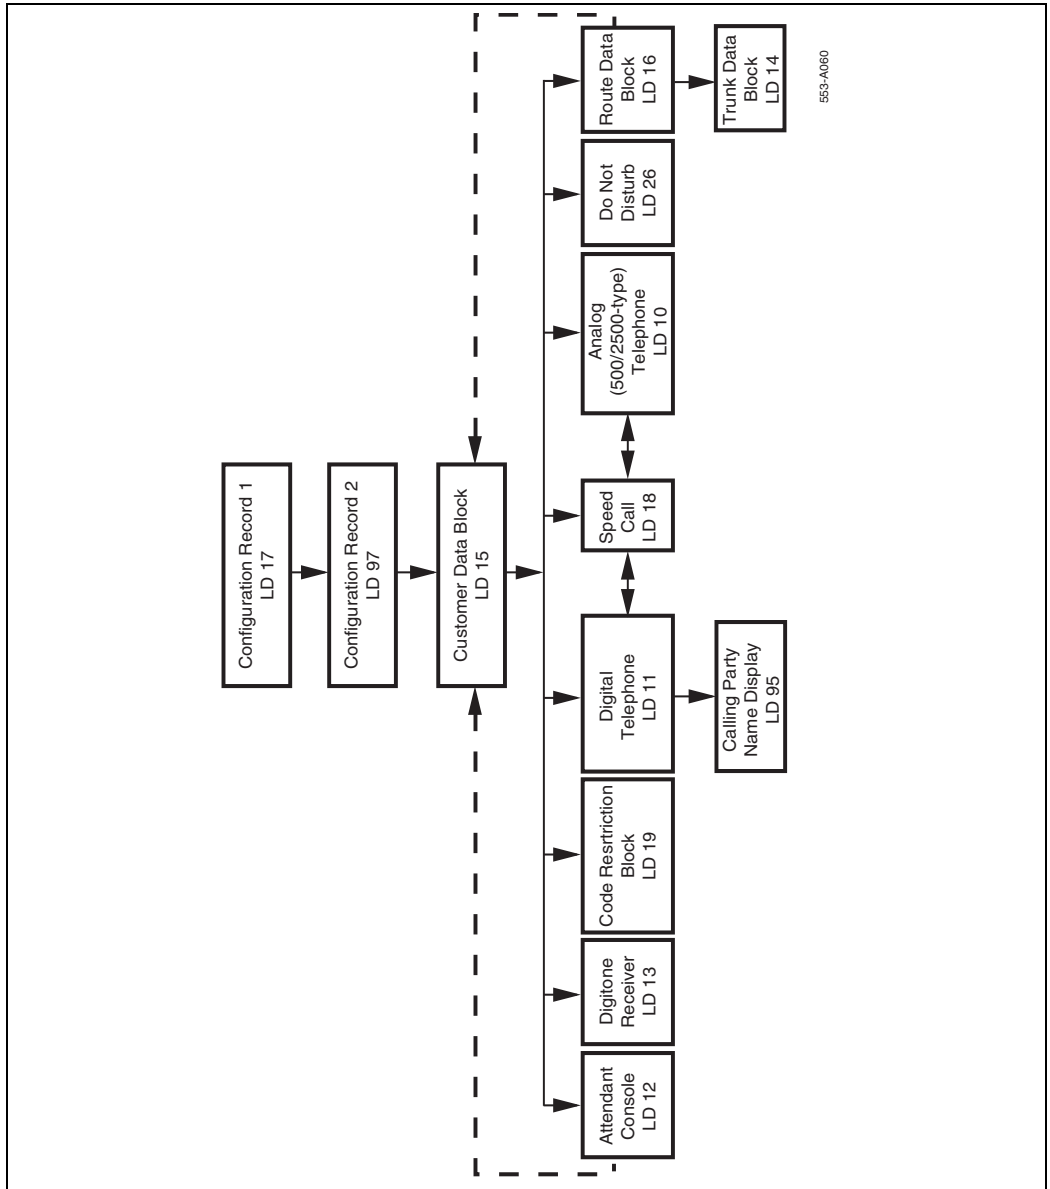 Configuration Record 1
LD 17
Configuration Record 2
LD 97
Customer Data Block
LD 15
Attendant
Console
LD 12
Digitone
Receiver
LD 13
Code Resrtriction
Block
LD 19
Digital
Telephone
LD 11
Speed
Call
LD 18
Analog
(500/2500-type)
Telephone
LD 10
Do Not
Disturb
LD 26
Route Data
Block
LD 16
Calling Party
Name Display
LD 95
Trunk Data
Block
LD 14
553-A060